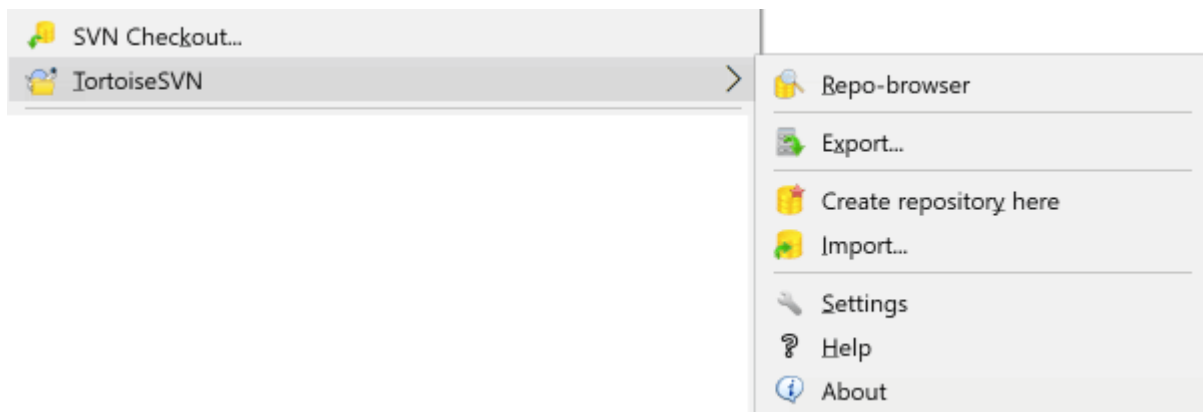 SVN Checkout...
TortoiseSVN
Repo-browser
Export...
Create repository here
Import...
Settings
Help
About